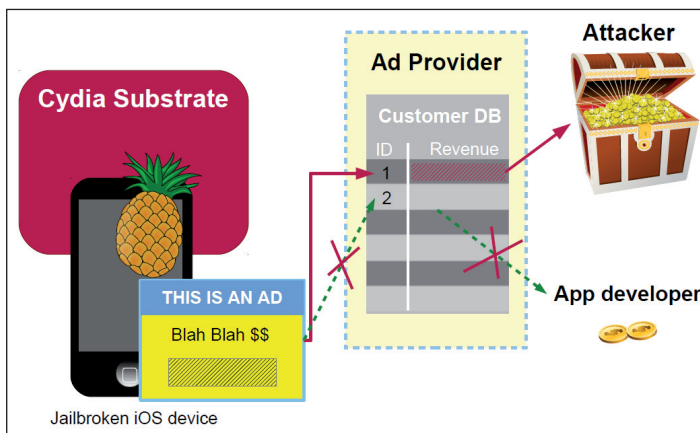 Cydia Substrate
THIS IS AN AD
Blah Blah $$
Jailbroken iOS device
Ad Provider
Customer DB
ID Revenue
1
2
Attacker
App developer